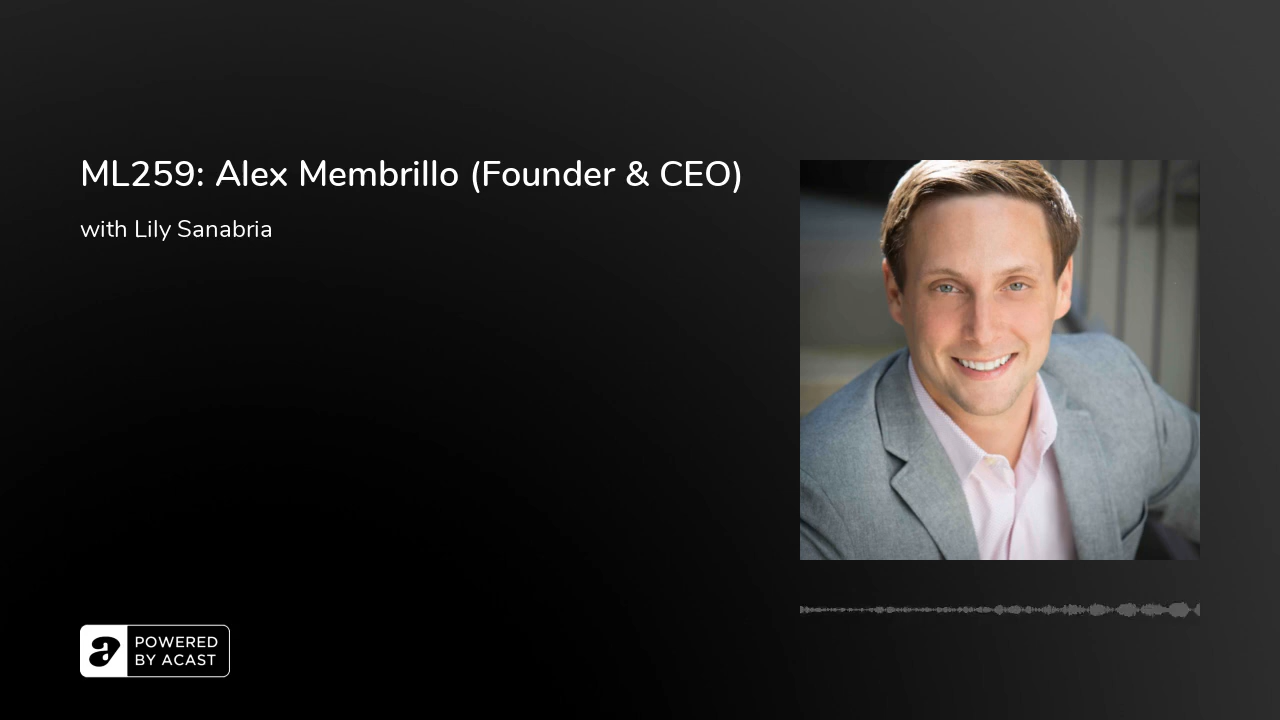 ML259: Alex Membrillo (Founder & CEO)
with Lily Sanabria
a POWERED
BY ACAST